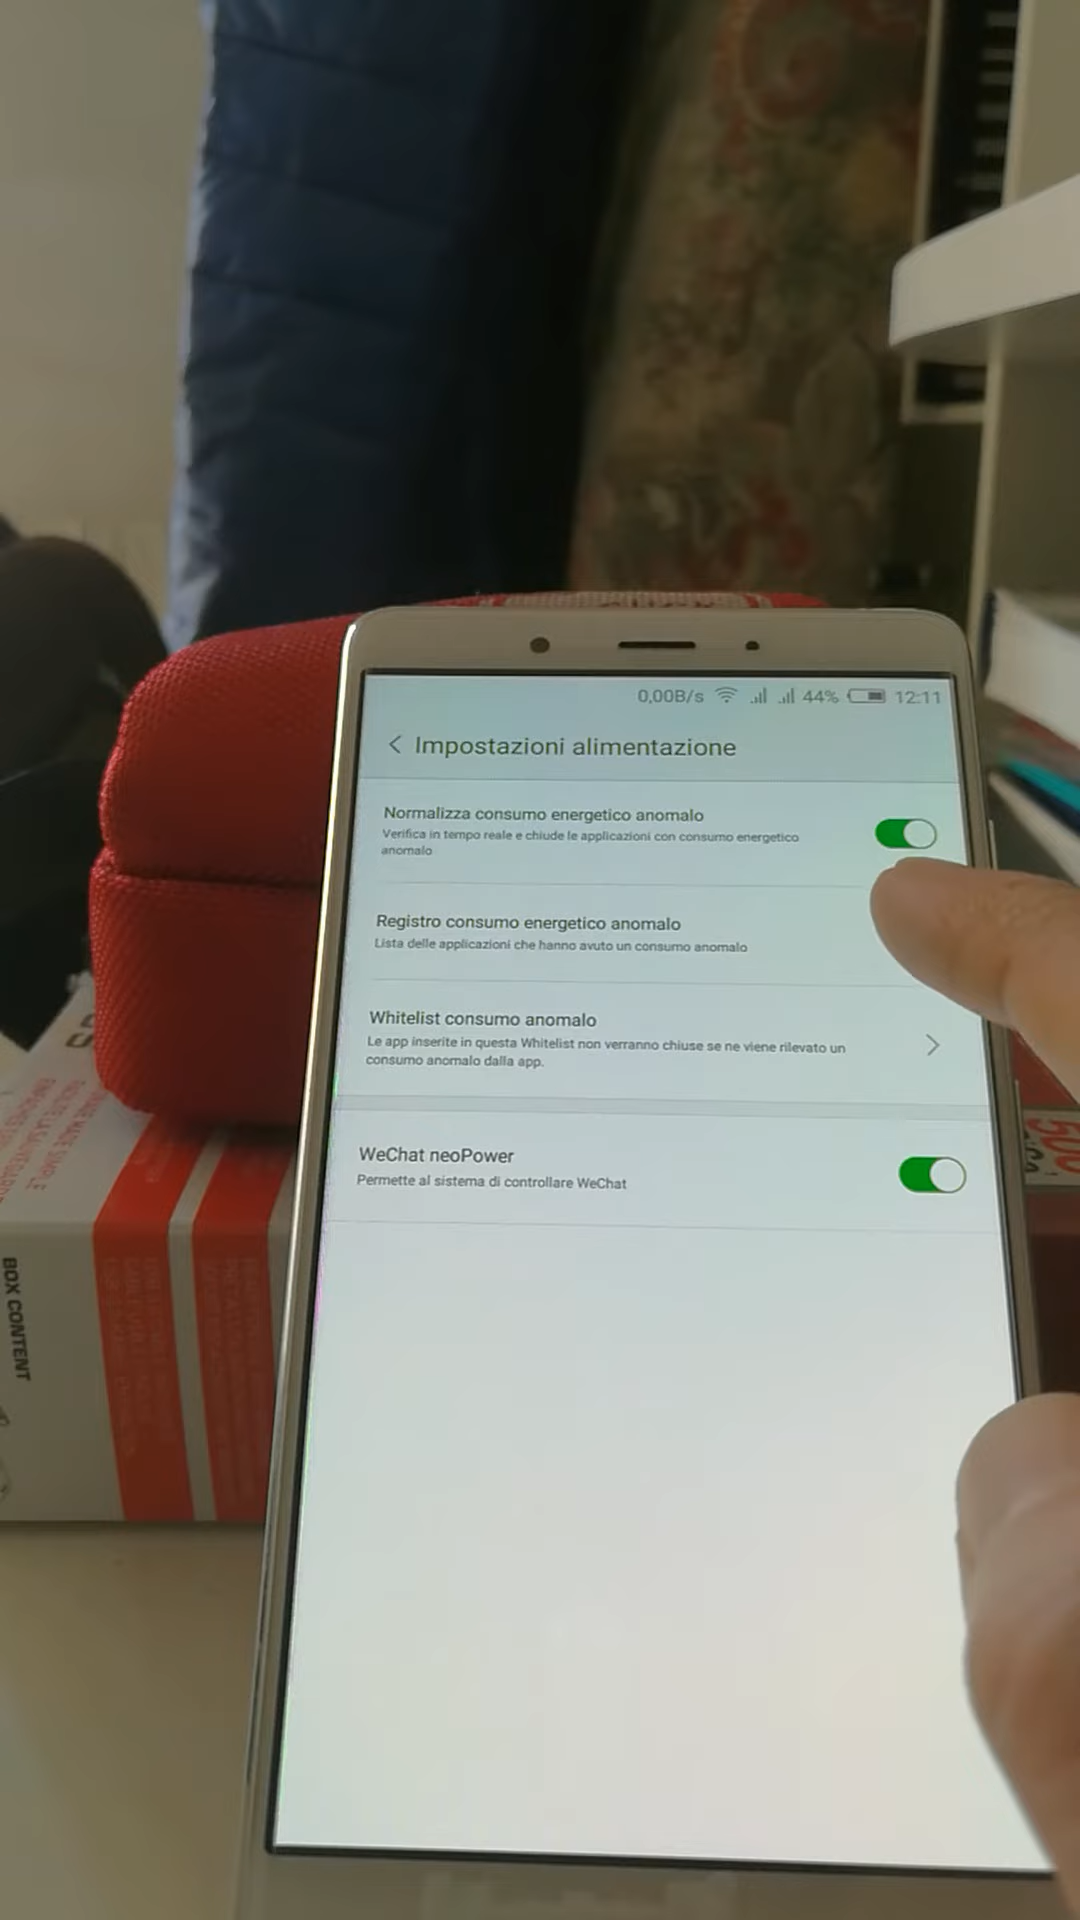 0,00B/s 44% 12:11
Impostazioni alimentazione
Normalizza consumo energetico anomalo
Verifica in tempo reale e chiude le applicazioni con consumo energetico
anomalo
Registro consumo energetico anomalo
Lista delle applicazioni che hanno avuto un consumo anomalo
Whitelist consumo anomalo
Le app inserite in questa Whitelist non verranno chiuse se ne viene rilevato un
consumo anomalo dalla app.
WeChat neoPower
Permette al sistema di controllare WeChat
BOX CONTENT